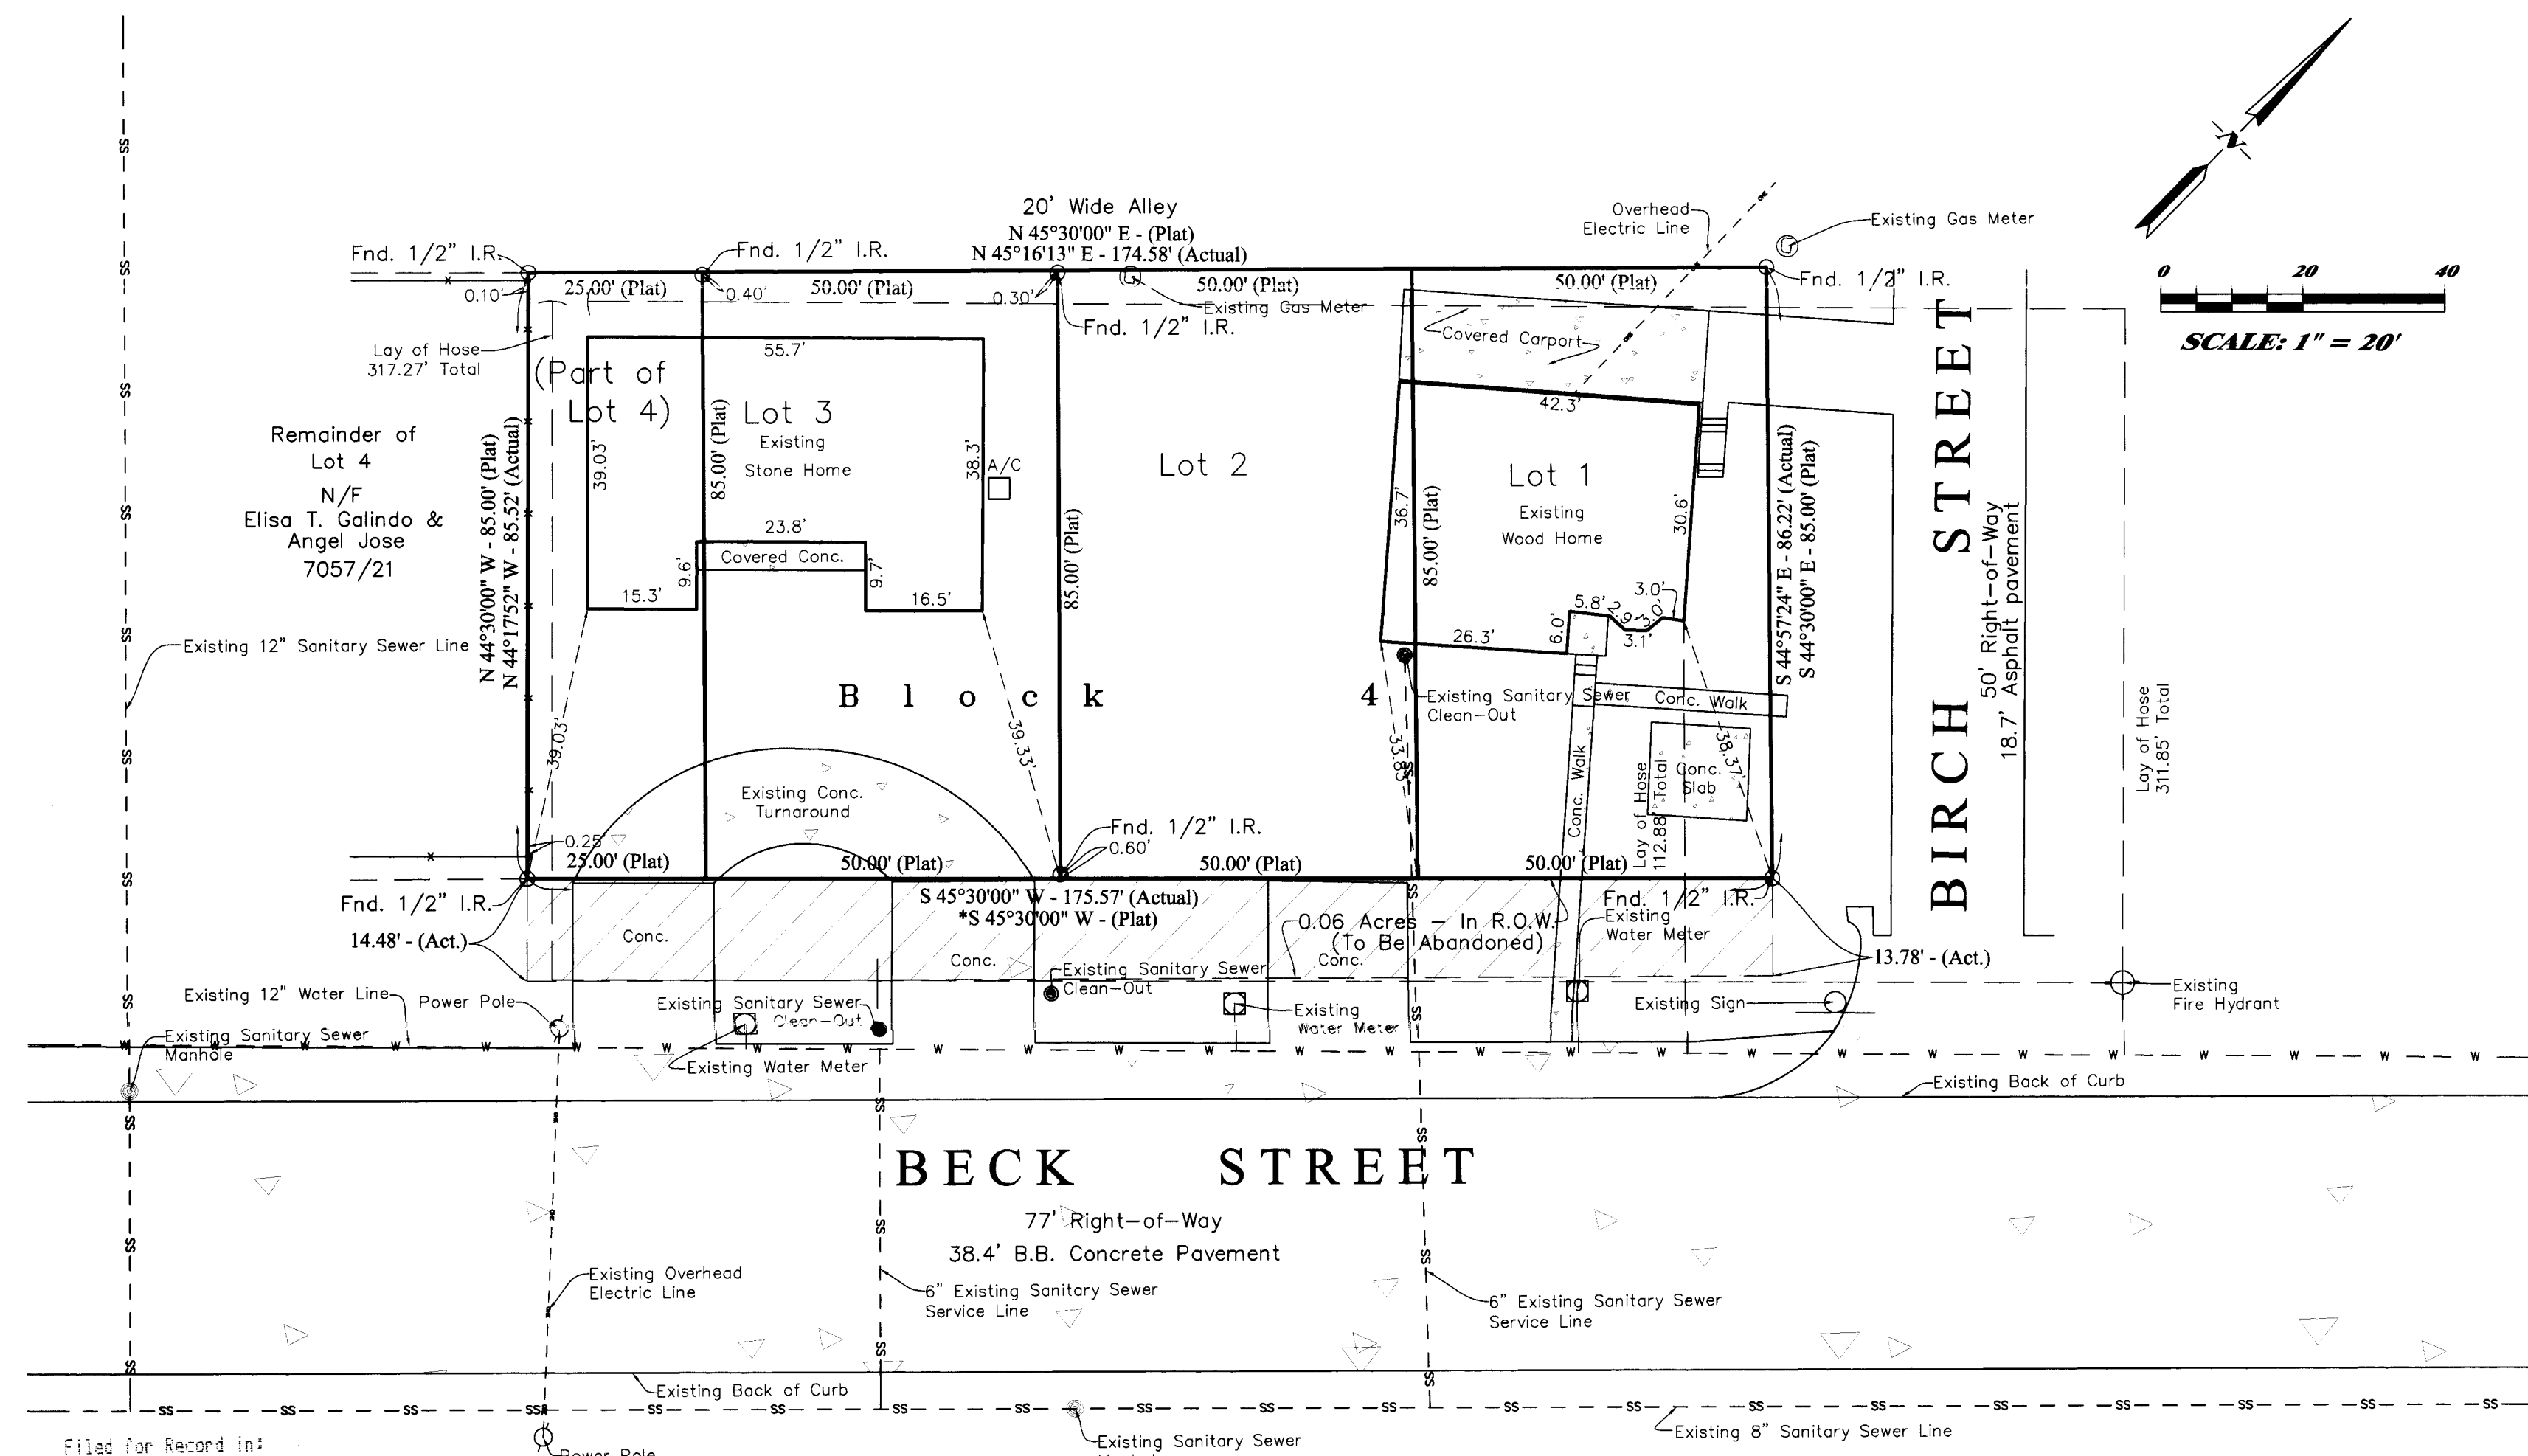 20' Wide Alley
N 45°30'00" E - (Plat)
N 45°16'13" E - 174.58' (Actual)
Overhead
Electric Line
Existing Gas Meter
N
0 20 40
SCALE: 1" = 20'
Fnd. 1/2" I.R.
Fnd. 1/2" I.R.
Fnd. 1/2" I.R.
Fnd. 1/2" I.R.
0.10'
25.00' (Plat)
0.40'
50.00' (Plat)
0.30'
50.00' (Plat)
50.00' (Plat)
Existing Gas Meter
Covered Carport
Lay of Hose
317.27' Total
(Part of
Lot 4)
55.7'
Lot 3
Existing
Stone Home
39.03'
85.00' (Plat)
38.3'
A/C
Lot 2
42.3'
Lot 1
Existing
Wood Home
36.7'
85.00' (Plat)
30.6'
Remainder of
Lot 4
N/F
Elisa T. Galindo &
Angel Jose
7057/21
N 44°30'00" W - 85.00' (Plat)
N 44°17'52" W - 85.52' (Actual)
23.8'
Covered Conc.
9.6'
9.7'
15.3'
16.5'
85.00' (Plat)
S 44°57'24" E - 86.22' (Actual)
S 44°30'00" E - 85.00' (Plat)
BIRCH STREET
50' Right-of-Way
18.7' Asphalt pavement
3.0'
5.8'
2.9'
3.0'
3.1'
6.0'
26.3'
Existing 12" Sanitary Sewer Line
Block 4
Existing Sanitary Sewer
Clean-Out
Conc. Walk
Conc. Walk
Lay of Hose
112.88' Total
Conc.
Slab
38.37'
33.83'
39.03'
39.33'
Lay of Hose
311.85' Total
Existing Conc.
Turnaround
Fnd. 1/2" I.R.
0.60'
0.25'
25.00' (Plat)
50.00' (Plat)
50.00' (Plat)
50.00' (Plat)
Fnd. 1/2" I.R.
Fnd. 1/2" I.R.
S 45°30'00" W - 175.57' (Actual)
*S 45°30'00" W - (Plat)
14.48' - (Act.)
13.78' - (Act.)
0.06 Acres - In R.O.W.
(To Be Abandoned)
Conc.
Conc.
Conc.
Existing
Water Meter
Existing Sanitary Sewer
Clean-Out
Existing 12" Water Line
Power Pole
Existing Sanitary Sewer
Clean-Out
Existing
Water Meter
Existing Sign
Existing
Fire Hydrant
Existing Sanitary Sewer
Manhole
Existing Water Meter
Existing Back of Curb
BECK STREET
77' Right-of-Way
38.4' B.B. Concrete Pavement
Existing Overhead
Electric Line
6" Existing Sanitary Sewer
Service Line
6" Existing Sanitary Sewer
Service Line
Existing Back of Curb
Existing 8" Sanitary Sewer Line
Existing Sanitary Sewer
Power Pole
Filed for Record in: